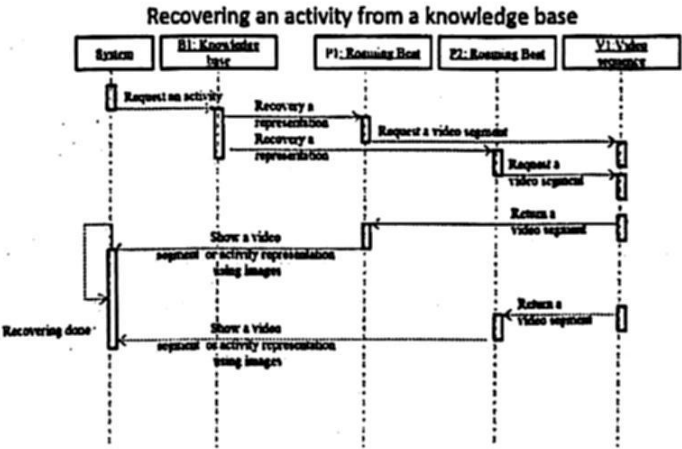 Recovering an activity from a knowledge base
System
B1: Knowledge
base
P1: Roaming Beat
P2: Roaming Beat
V1: Video
sequence
Request an activity
Recovery a
representation
Request a video segment
Recovery a
representation
Request a
video segment
Return a
video segment
Show a video
segment or activity representation
using images
Return a
video segment
Recovering done
Show a video
segment or activity representation
using images